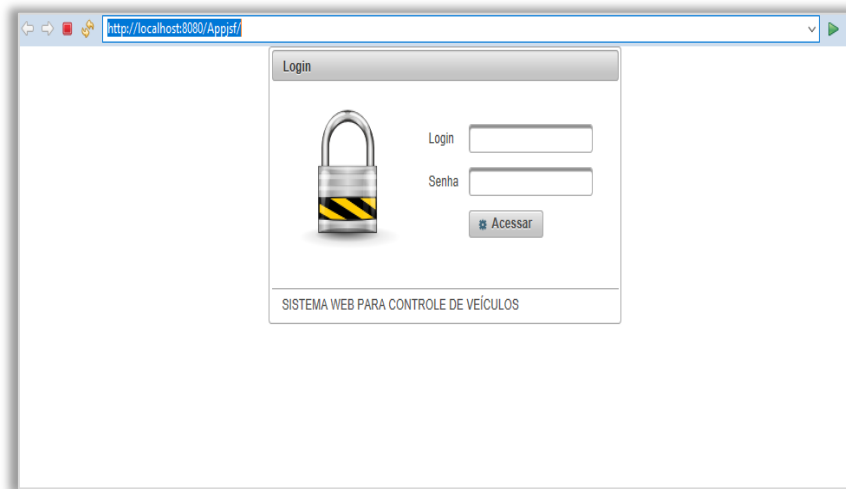 http://localhost:8080/Appjsf/
Login
Login
Senha
Acessar
SISTEMA WEB PARA CONTROLE DE VEÍCULOS